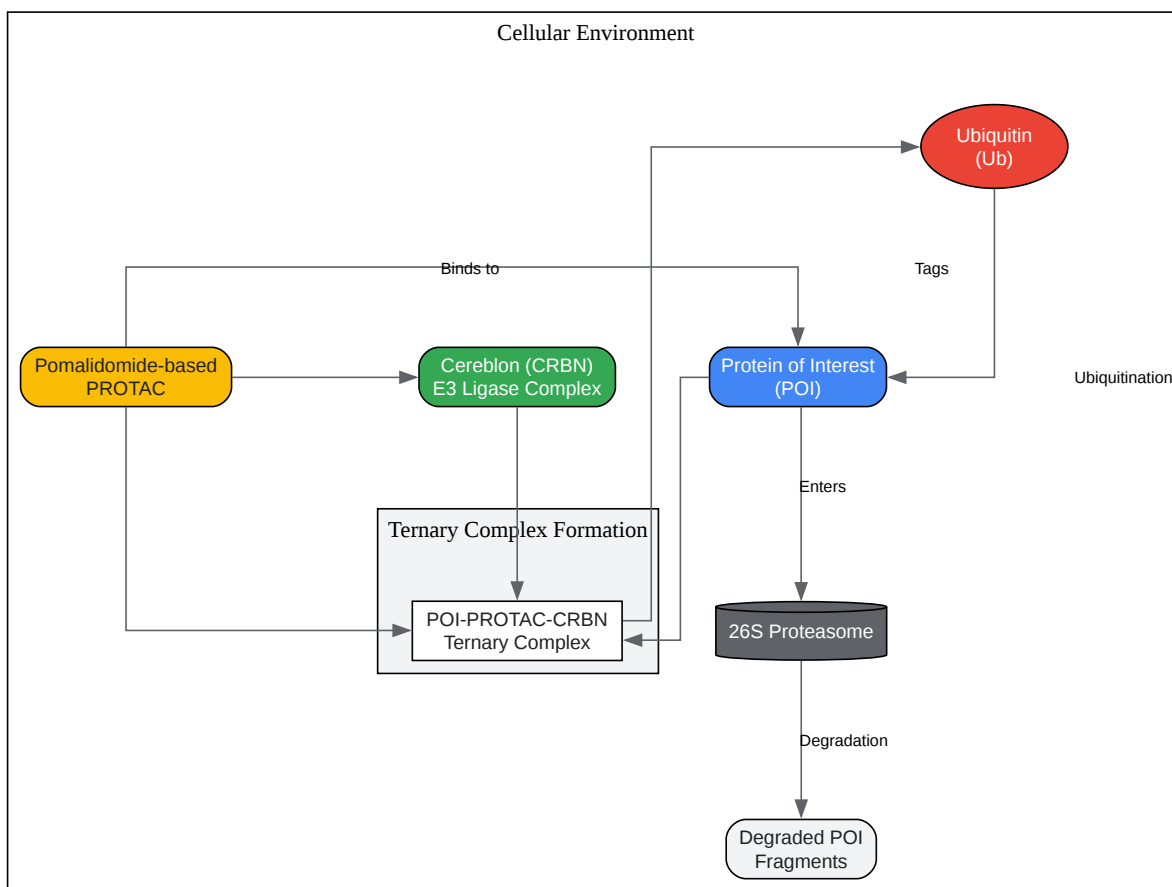 Cellular Environment
Ubiquitin
(Ub)
Binds to
Tags
Pomalidomide-based
PROTAC
Cereblon (CRBN)
E3 Ligase Complex
Protein of Interest
(POI)
Ubiquitination
Enters
Ternary Complex Formation
POI-PROTAC-CRBN
Ternary Complex
26S Proteasome
Degradation
Degraded POI
Fragments